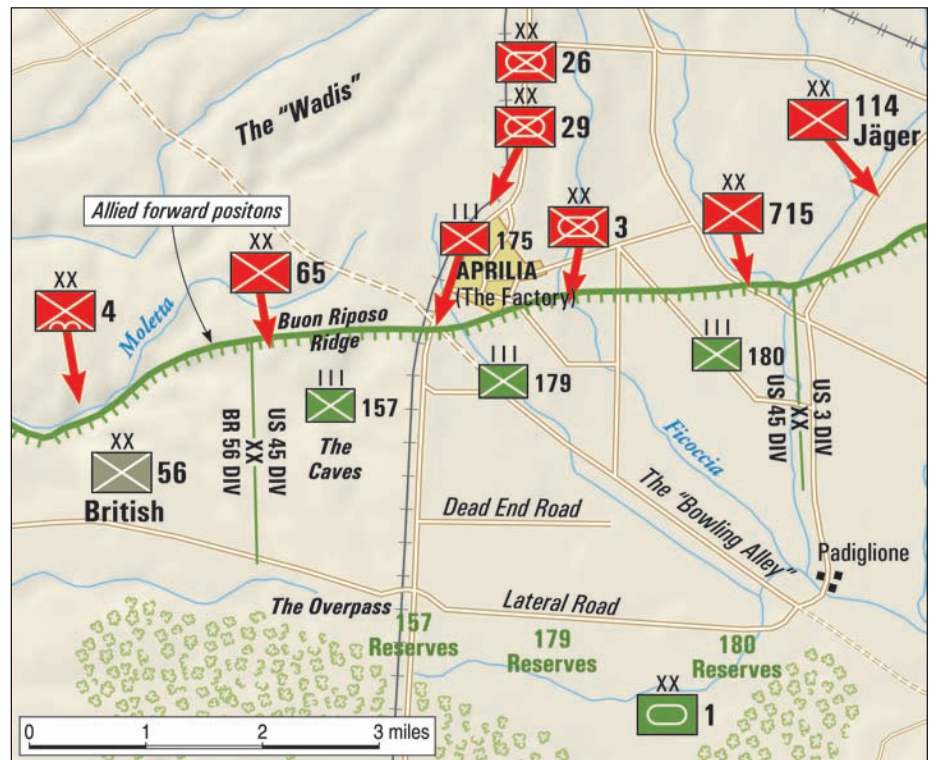 XX
26
XX
29
XX
114
Jäger
The "Wadis"
Allied forward positons
III
175
XX
3
XX
715
XX
65
XX
4
APRILIA
(The Factory)
Moletta
Buon Riposo
Ridge
III
179
III
180
III
157
The
Caves
BR 56 DIV
XX
US 45 DIV
US 45 DIV
XX
US 3 DIV
XX
56
British
Ficoccia
Dead End Road
The "Bowling Alley"
Padiglione
The Overpass
Lateral Road
157
Reserves
179
Reserves
180
Reserves
XX
1
0 1 2 3 miles